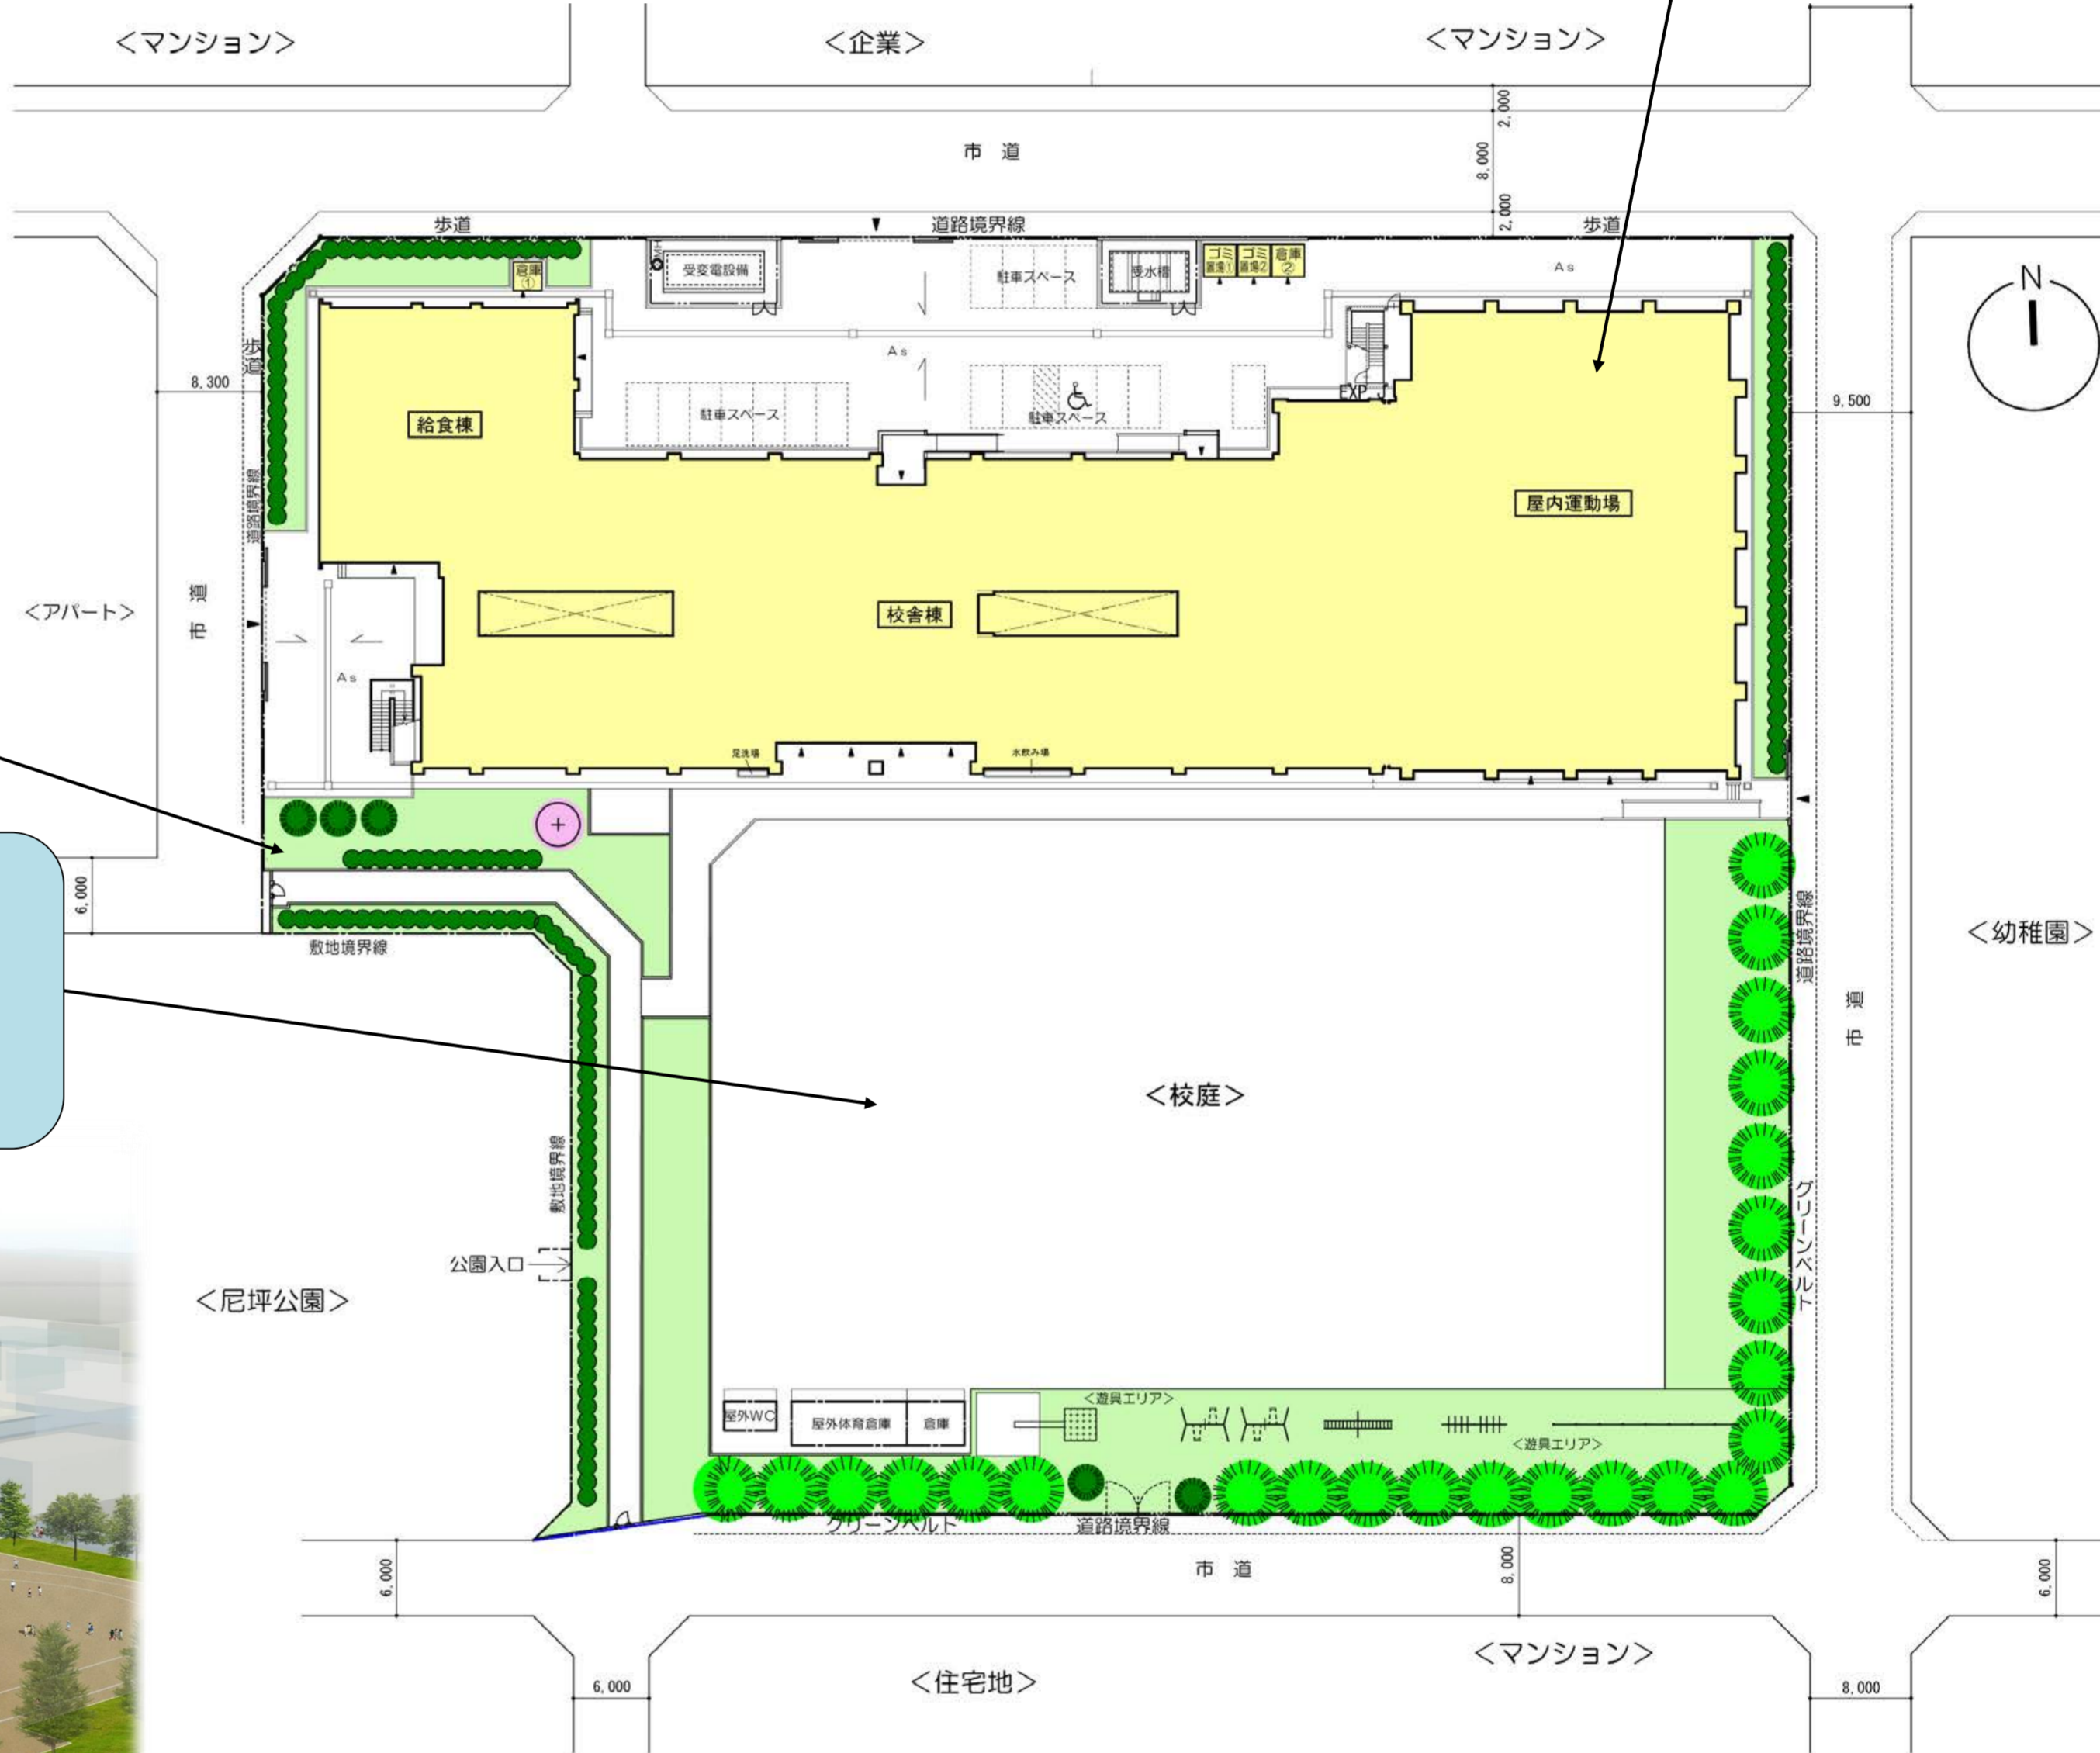 ＜マンション＞
＜企業＞
＜マンション＞
2,000
8,000
2,000
市 道
歩道
道路境界線
歩道
倉庫①
受変電設備
駐車スペース
受水槽
ゴミ置場①
ゴミ置場②
倉庫②
As
N
歩道
8,300
As
駐車スペース
駐車スペース
EXP
9,500
給食棟
道路境界線
屋内運動場
＜アパート＞
市 道
校舎棟
As
足洗場
水飲み場
6,000
敷地境界線
道路境界線
＜幼稚園＞
市 道
＜校庭＞
敷地境界線
グリーンベルト
公園入口
＜尼坪公園＞
＜遊具エリア＞
屋外WC
屋外体育倉庫
倉庫
＜遊具エリア＞
グリーンベルト
道路境界線
市 道
6,000
8,000
6,000
＜マンション＞
＜住宅地＞
6,000
8,000